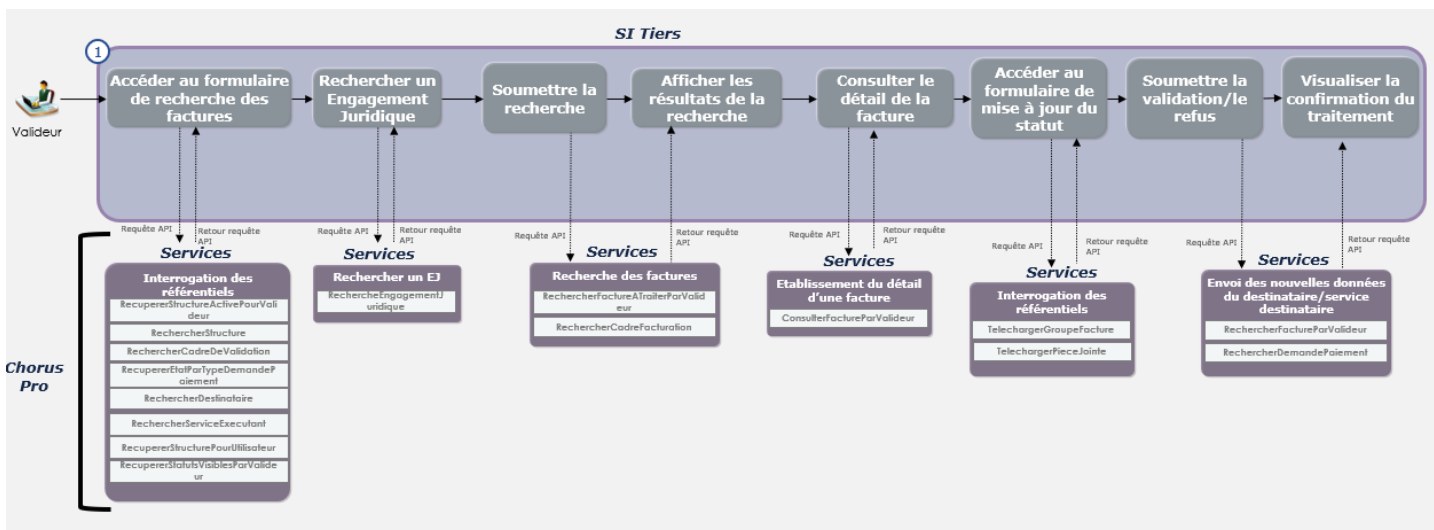 SI Tiers
1
Valideur
Accéder au formulaire
de recherche des
factures
Rechercher un
Engagement
Juridique
Soumettre la
recherche
Afficher les
résultats de la
recherche
Consulter le
détail de la
facture
Accéder au
formulaire de
mise à jour du
statut
Soumettre la
validation/le
refus
Visualiser la
confirmation du
traitement
Requête API
Retour requête
API
Requête API
Retour requête
API
Requête API
Retour requête
API
Requête API
Retour requête
API
Requête API
Retour requête
API
Requête API
Retour requête
API
Chorus
Pro
Services
Interrogation des
référentiels
RecupererStructureActivePourVali
deur
RechercherStructure
RechercherCadreDeValidation
RecupererEtatParTypeDemandeP
aiement
RechercherDestinataire
RechercherServiceExecutant
RecupererStructurePourUtilisateur
RecupererStatutsVisiblesParValide
ur
Services
Rechercher un EJ
RechercheEngagementJ
uridique
Services
Recherche des factures
RechercherFactureATraiterParValid
eur
RechercherCadreFacturation
Services
Etablissement du détail
d'une facture
ConsulterFactureParValideur
Services
Interrogation des
référentiels
TelechargerGroupeFacture
TelechargerPieceJointe
Services
Envoi des nouvelles données
du destinataire/service
destinataire
RechercherFactureParValideur
RechercherDemandePaiement